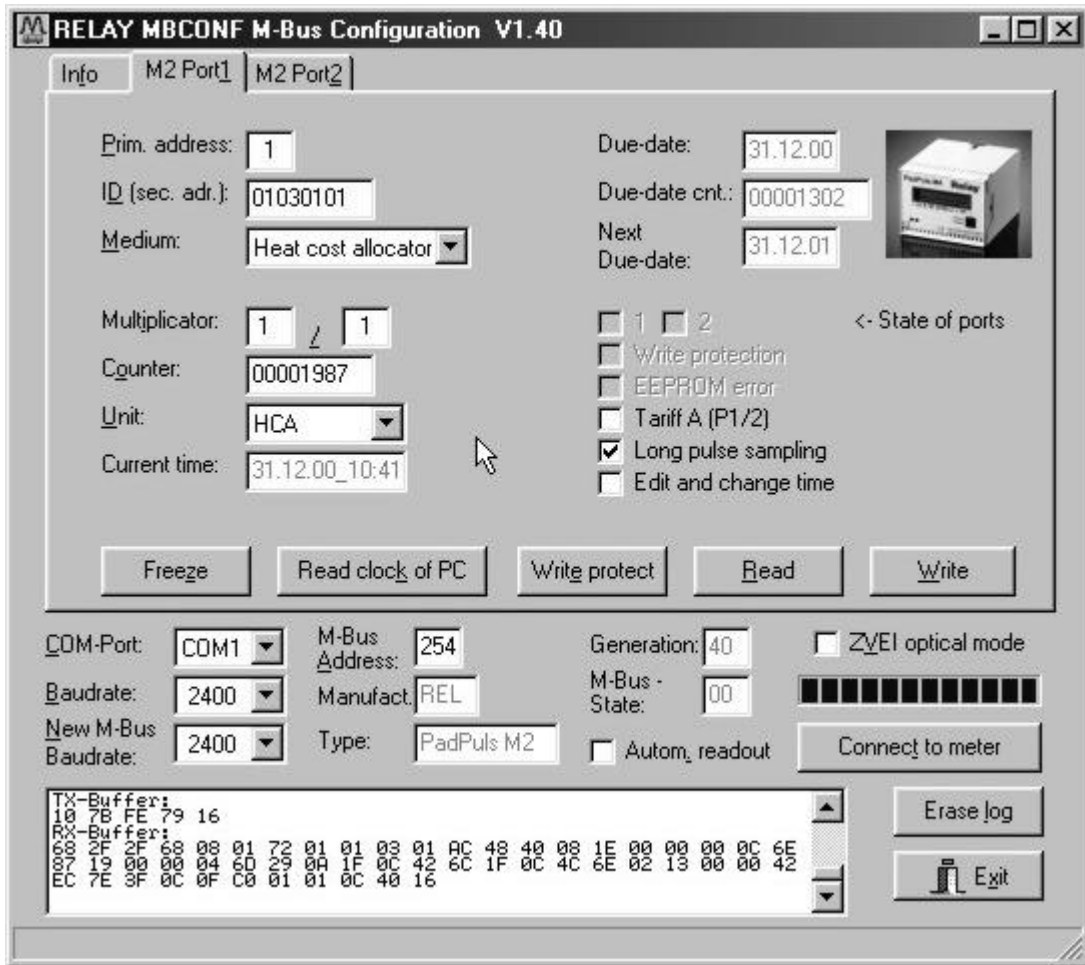 RELAY MBCONF M-Bus Configuration V1.40
Info M2 Port1 M2 Port2
Prim. address: 1
ID (sec. adr.): 01030101
Medium: Heat cost allocator
Due-date: 31.12.00
Due-date cnt.: 00001302
Next
Due-date: 31.12.01
PadPuls M2 Relay
Multiplicator: 1 / 1
Counter: 00001987
Unit: HCA
Current time: 31.12.00_10:41
1 2 <- State of ports
Write protection
EEPROM error
Tariff A (P1/2)
Long pulse sampling
Edit and change time
Freeze Read clock of PC Write protect Read Write
COM-Port: COM1
Baudrate: 2400
New M-Bus
Baudrate: 2400
M-Bus
Address: 254
Manufact. REL
Type: PadPuls M2
Generation: 40
M-Bus -
State: 00
Autom. readout
ZVEI optical mode
Connect to meter
TX-Buffer:
10 7B FE 79 16
RX-Buffer:
68 2F 2F 68 08 01 72 01 01 03 01 AC 48 40 08 1E 00 00 00 0C 6E
87 19 00 00 04 6D 29 0A 1F 0C 42 6C 1F 0C 4C 6E 02 13 00 00 42
EC 7E 3F 0C 0F C0 01 01 0C 40 16
Erase log
Exit